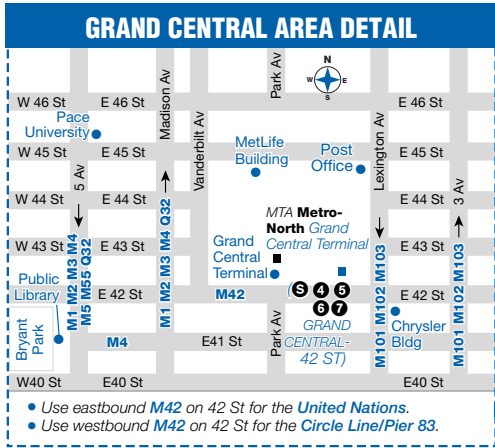 GRAND CENTRAL AREA DETAIL
N
W E
S
Park Av
Madison Av
Vanderbilt Av
5 Av
Lexington Av
3 Av
W 46 St E 46 St E 46 St
Pace
University
MetLife
Building
Post
Office
W 45 St E 45 St E 45 St
W 44 St E 44 St E 44 St
MTA Metro-
North Grand
Central Terminal
Grand
Central
Terminal
W 43 St E 43 St E 43 St
M1 M2 M3 M4
M5 M55 Q32
M1 M2 M3 M4 Q32
M101 M102 M103
M101 M102 M103
Public
Library
E 42 St M42 E 42 St
S 4 5
6 7
(GRAND
CENTRAL-
42 ST)
Chrysler
Bldg
Bryant
Park
M4 E41 St
Park Av
W40 St E40 St E40 St
• Use eastbound M42 on 42 St for the United Nations.
• Use westbound M42 on 42 St for the Circle Line/Pier 83.